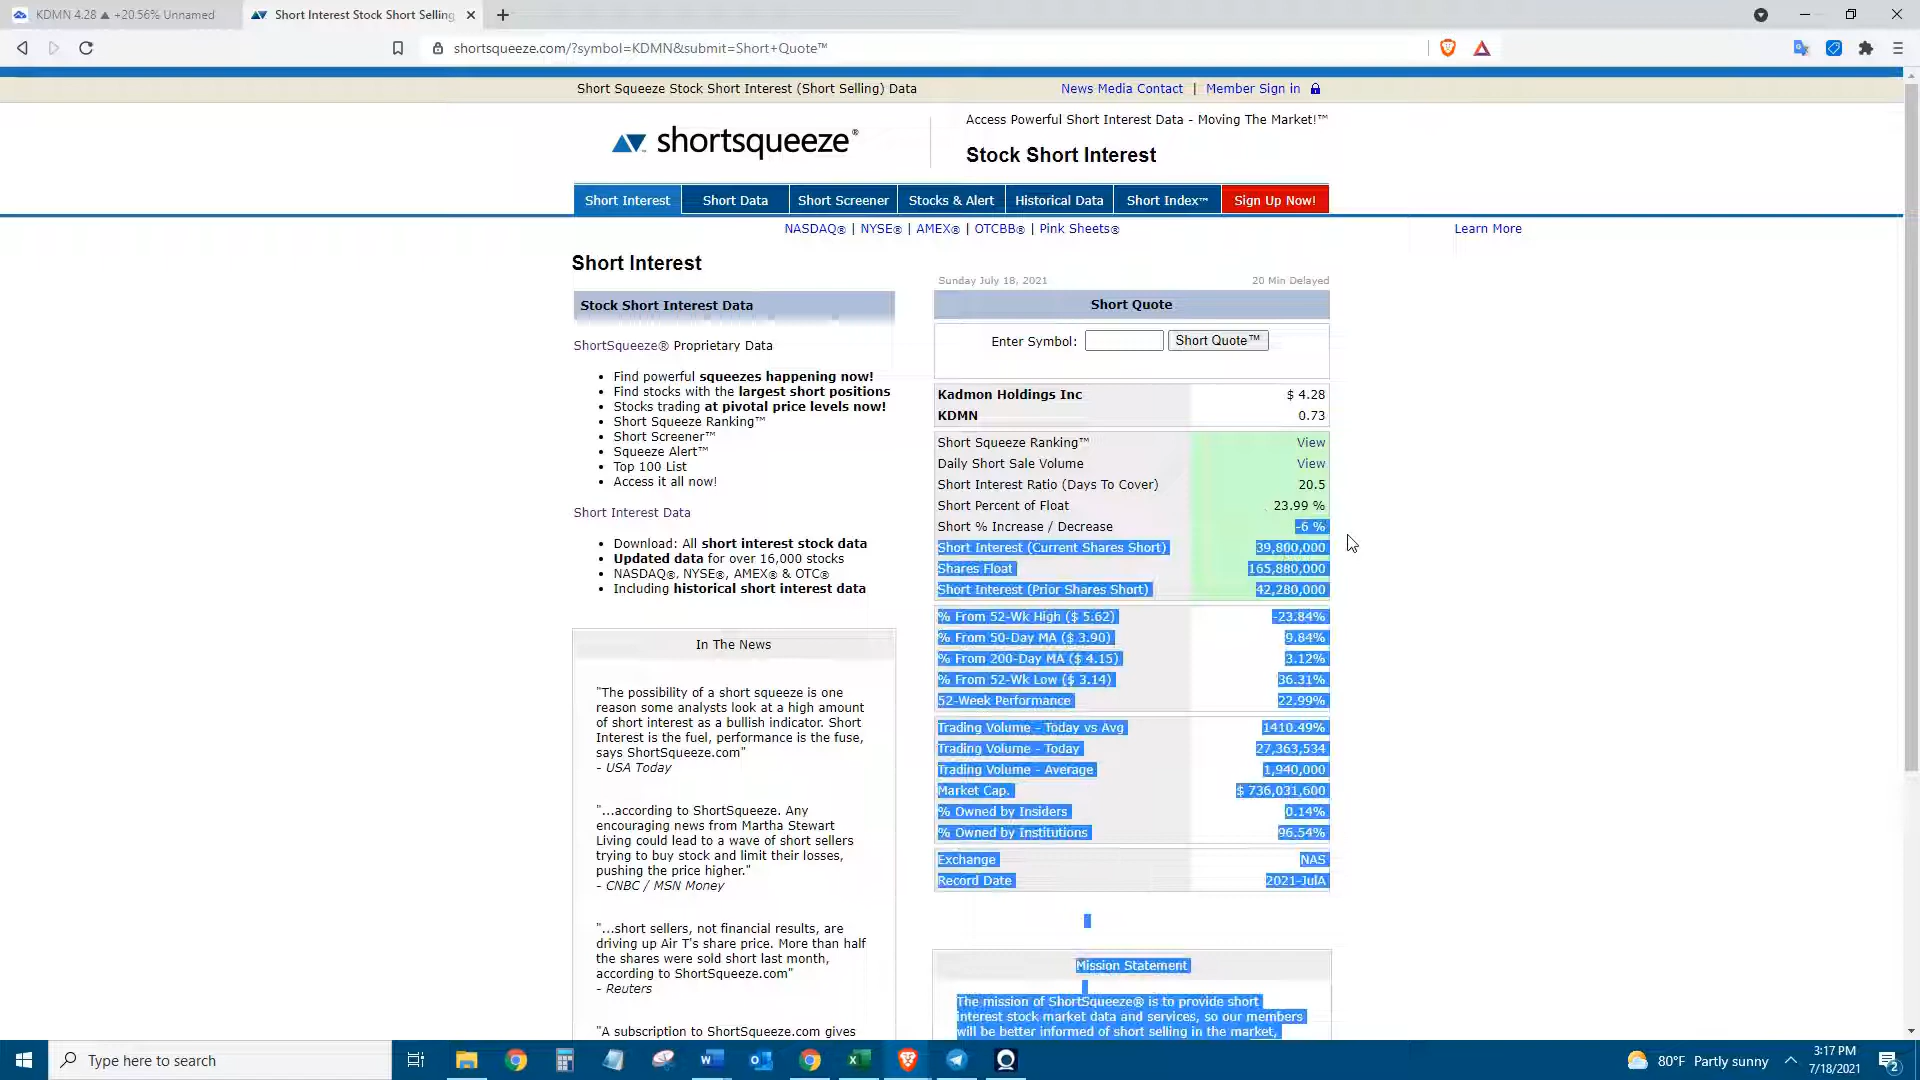 KDMN 4.28 ▲ +20.56% Unnamed
Short Interest Stock Short Selling
shortsqueeze.com/?symbol=KDMN&submit=Short+Quote™
Short Squeeze Stock Short Interest (Short Selling) Data
News Media Contact | Member Sign in
shortsqueeze®
Access Powerful Short Interest Data - Moving The Market!™
Stock Short Interest
Short Interest
Short Data
Short Screener
Stocks & Alert
Historical Data
Short Index™
Sign Up Now!
NASDAQ® | NYSE® | AMEX® | OTCBB® | Pink Sheets®
Learn More
Short Interest
Stock Short Interest Data
ShortSqueeze® Proprietary Data
• Find powerful squeezes happening now!
• Find stocks with the largest short positions
• Stocks trading at pivotal price levels now!
• Short Squeeze Ranking™
• Short Screener™
• Squeeze Alert™
• Top 100 List
• Access it all now!
Short Interest Data
• Download: All short interest stock data
• Updated data for over 16,000 stocks
• NASDAQ®, NYSE®, AMEX® & OTC®
• Including historical short interest data
In The News
"The possibility of a short squeeze is one
reason some analysts look at a high amount
of short interest as a bullish indicator. Short
Interest is the fuel, performance is the fuse,
says ShortSqueeze.com"
- USA Today
"...according to ShortSqueeze. Any
encouraging news from Martha Stewart
Living could lead to a wave of short sellers
trying to buy stock and limit their losses,
pushing the price higher."
- CNBC / MSN Money
"...short sellers, not financial results, are
driving up Air T's share price. More than half
the shares were sold short last month,
according to ShortSqueeze.com"
- Reuters
"A subscription to ShortSqueeze.com gives
Sunday July 18, 2021
20 Min Delayed
Short Quote
Enter Symbol:
Short Quote™
Kadmon Holdings Inc $ 4.28
KDMN 0.73
Short Squeeze Ranking™ View
Daily Short Sale Volume View
Short Interest Ratio (Days To Cover) 20.5
Short Percent of Float 23.99 %
Short % Increase / Decrease -6 %
Short Interest (Current Shares Short) 39,800,000
Shares Float 165,880,000
Short Interest (Prior Shares Short) 42,280,000
% From 52-Wk High ($ 5.62) -23.84%
% From 50-Day MA ($ 3.90) 9.84%
% From 200-Day MA ($ 4.15) 3.12%
% From 52-Wk Low ($ 3.14) 36.31%
52-Week Performance 22.99%
Trading Volume - Today vs Avg 1410.49%
Trading Volume - Today 27,363,534
Trading Volume - Average 1,940,000
Market Cap. $ 736,031,600
% Owned by Insiders 0.14%
% Owned by Institutions 96.54%
Exchange NAS
Record Date 2021-JulA
Mission Statement
The mission of ShortSqueeze® is to provide short
interest stock market data and services, so our members
will be better informed of short selling in the market,
Type here to search
80°F Partly sunny
3:17 PM
7/18/2021
2